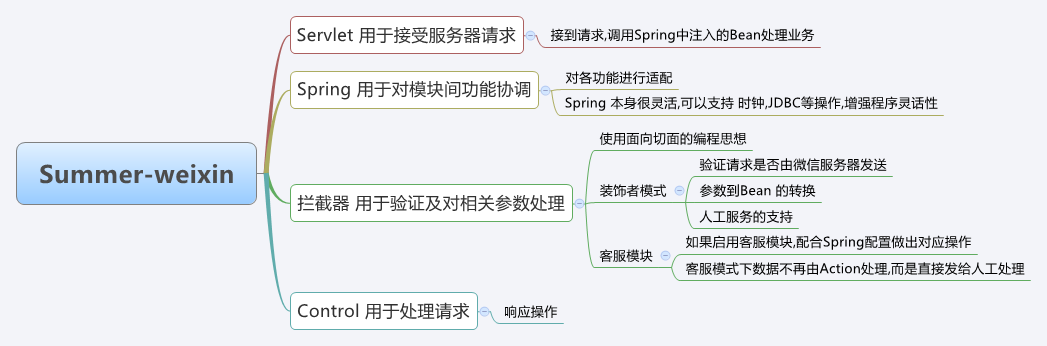 Servlet 用于接受服务器请求
接到请求,调用Spring中注入的Bean处理业务
Spring 用于对模块间功能协调
对各功能进行适配
Spring 本身很灵活,可以支持 时钟,JDBC等操作,增强程序灵话性
Summer-weixin
拦截器 用于验证及对相关参数处理
使用面向切面的编程思想
装饰者模式
验证请求是否由微信服务器发送
参数到Bean 的转换
人工服务的支持
客服模块
如果启用客服模块,配合Spring配置做出对应操作
客服模式下数据不再由Action处理,而是直接发给人工处理
Control 用于处理请求
响应操作